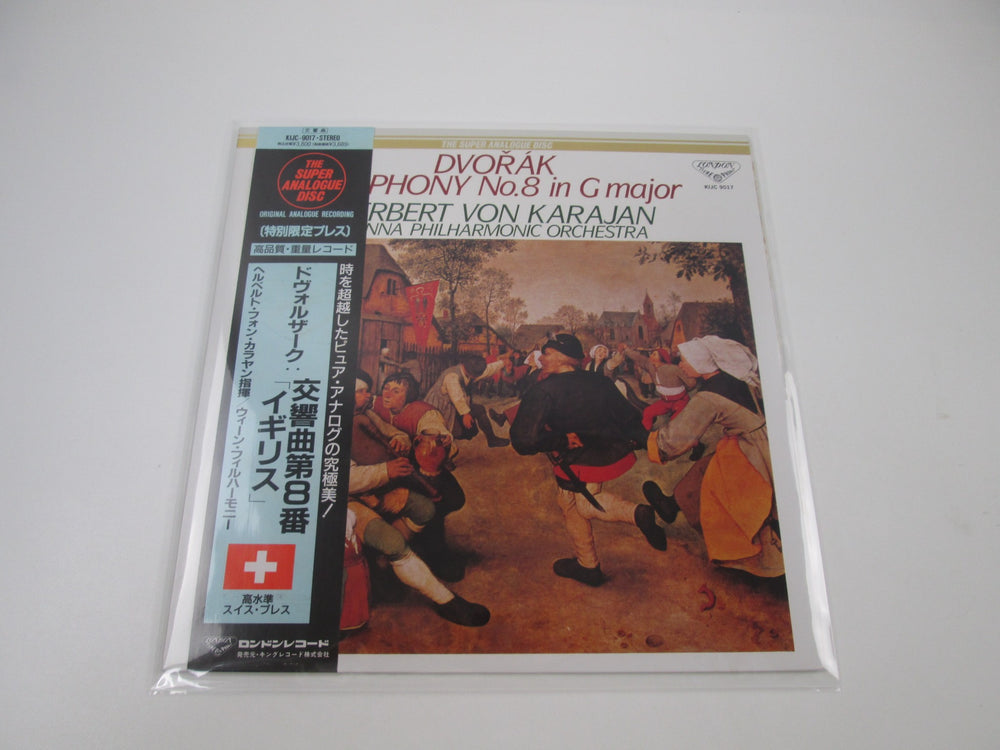 (交響曲)
KIJC-9017・STEREO
THE
SUPER
ANALOGUE
DISC
ORIGINAL ANALOGUE RECORDING
(特別限定プレス)
高品質・重量レコード
時を超越したピュア・アナログの究極美!
ドヴォルザーク:
交響曲第8番
「イギリス」
ヘルベルト・フォン・カラヤン指揮/ウィーン・フィルハーモニー
高水準
スイス・プレス
LONDON
ロンドンレコード
発売元・キングレコード株式会社
THE SUPER ANALOGUE DISC
DVOŘÁK
PHONY No.8 in G major
ERBERT VON KARAJAN
NNA PHILHARMONIC ORCHESTRA
LONDON
KIJC 9017